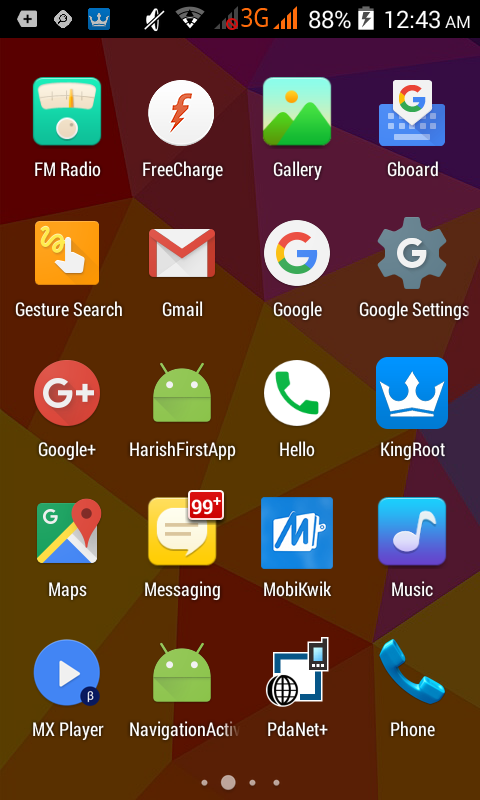 3G 88% 12:43 AM
FM Radio FreeCharge Gallery Gboard
Gesture Search Gmail Google Google Settings
Google+ HarishFirstApp Hello KingRoot
99+
Maps Messaging MobiKwik Music
MX Player NavigationActiv PdaNet+ Phone